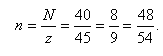 n = N/z = 40/45 = 8/9 = 48/54.